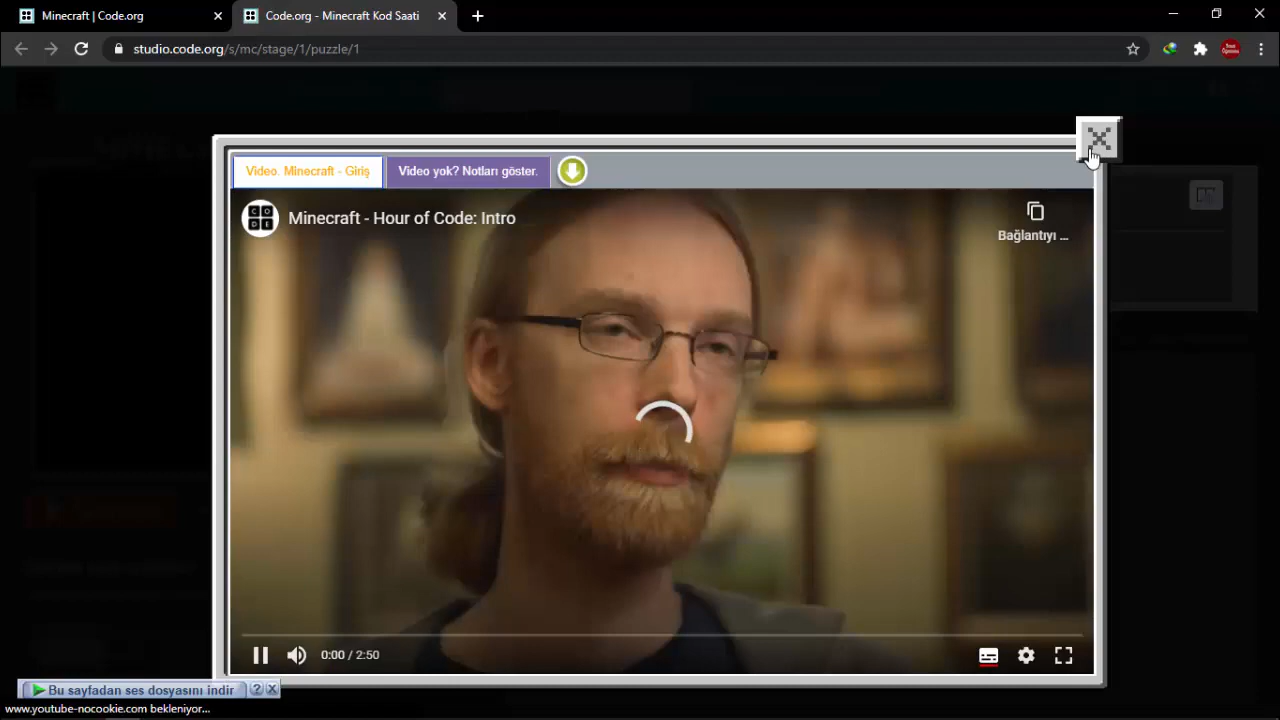 Minecraft | Code.org
Code.org - Minecraft Kod Saati
studio.code.org/s/mc/stage/1/puzzle/1
Video. Minecraft - Giriş
Video yok? Notları göster.
CODE
Minecraft - Hour of Code: Intro
Bağlantıyı ...
0:00 / 2:50
Bu sayfadan ses dosyasını indir
?
www.youtube-nocookie.com bekleniyor...